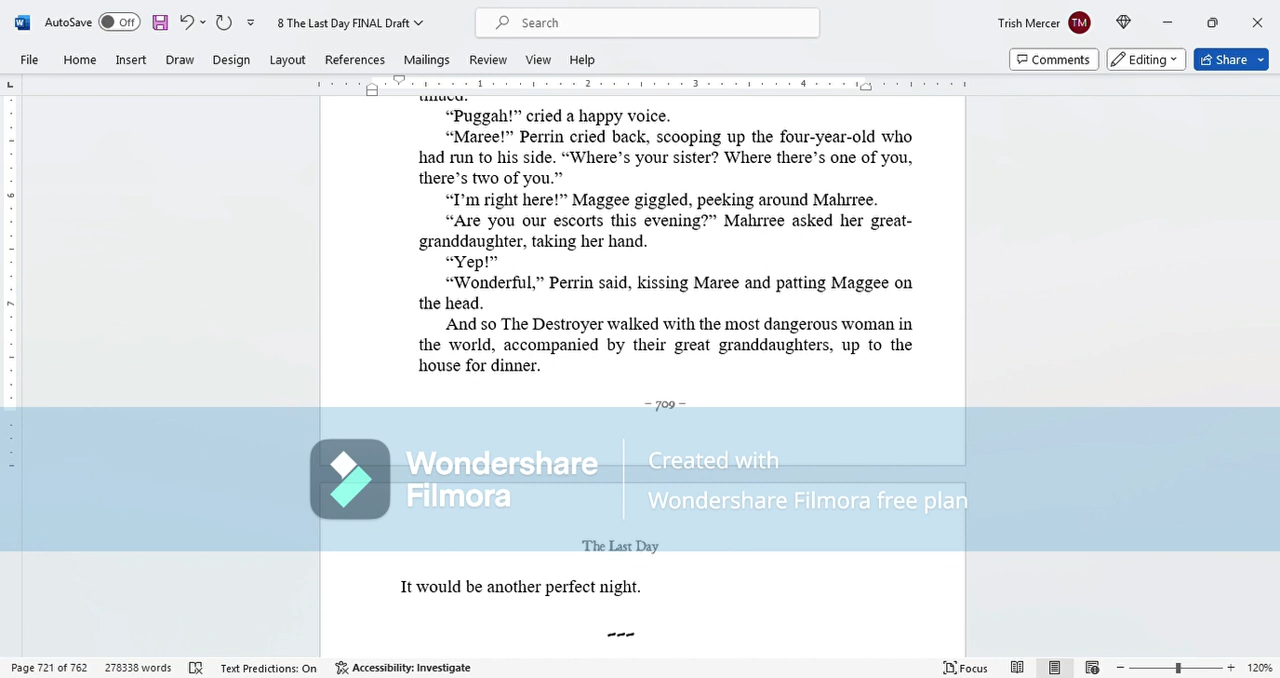 AutoSave Off 8 The Last Day FINAL Draft Search Trish Mercer TM
File Home Insert Draw Design Layout References Mailings Review View Help Comments Editing Share
1 2 3 4
tinued.
“Puggah!” cried a happy voice.
“Maree!” Perrin cried back, scooping up the four-year-old who
had run to his side. “Where’s your sister? Where there’s one of you,
there’s two of you.”
“I’m right here!” Maggee giggled, peeking around Mahrree.
“Are you our escorts this evening?” Mahrree asked her great-
granddaughter, taking her hand.
“Yep!”
“Wonderful,” Perrin said, kissing Maree and patting Maggee on
the head.
And so The Destroyer walked with the most dangerous woman in
the world, accompanied by their great granddaughters, up to the
house for dinner.
– 709 –
Wondershare
Filmora
Created with
Wondershare Filmora free plan
The Last Day
It would be another perfect night.
~~~
6
7
Page 721 of 762 278338 words Text Predictions: On Accessibility: Investigate Focus 120%